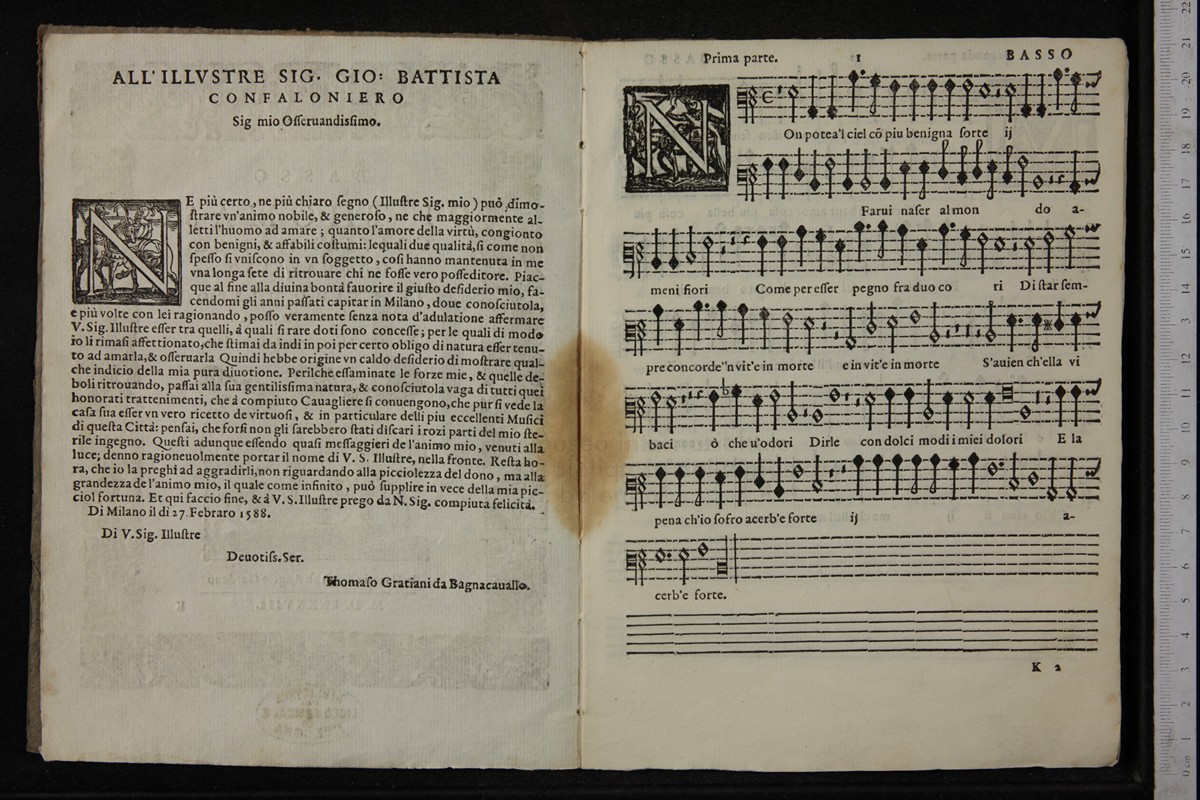 ALL'ILLVSTRE SIG. GIO: BATTISTA
CONFALONIERO
Sig mio Osseruandissimo.
NE più certo, ne più chiaro segno (Illustre Sig. mio) può dimo-
strare vn'animo nobile, & generoso, ne che maggiormente al-
letti l'huomo ad amare; quanto l'amore della virtù, congionto
con benigni, & affabili costumi: lequali due qualità, si come non
spesso si vniscono in vn soggetto, così hanno mantenuta in me
vna longa sete di ritrouare chi ne fosse vero posseditore. Piac-
que al fine alla diuina bontà fauorire il giusto desiderio mio, fa-
cendomi gli anni passati capitar in Milano, doue conosciutola,
e più volte con lei ragionando, posso veramente senza nota d'adulatione affermare
V. Sig. Illustre esser tra quelli, à quali si rare doti sono concesse; per le quali di modo
io li rimasi affettionato, che stimai da indi in poi per certo obligo di natura esser tenu-
to ad amarla, & osseruarla Quindi hebbe origine vn caldo desiderio di mostrare qual-
che indicio della mia pura diuotione. Perilche essaminate le forze mie, & quelle de-
boli ritrouando, passai alla sua gentilissima natura, & conosciutola vaga di tutti quei
honorati trattenimenti, che à compiuto Cauagliere si conuengono, che pur si vede la
casa sua esser vn vero ricetto de virtuosi, & in particulare delli piu eccellenti Musici
di questa Città: pensai, che forsi non gli sarebbero stati discari i rozi parti del mio ste-
rile ingegno. Questi adunque essendo quasi messaggieri de l'animo mio, venuti alla
luce; denno ragioneuolmente portar il nome di V. S. Illustre, nella fronte. Resta ho-
ra, che io la preghi ad aggradirli, non riguardando alla picciolezza del dono, ma alla
grandezza de l'animo mio, il quale come infinito, può supplire in vece della mia pic-
ciol fortuna. Et qui faccio fine, & à V. S. Illustre prego da N. Sig. compiuta felicità.
Di Milano il dì 27 Febraro 1588.
Di V. Sig. Illustre
Deuotiss. Ser.
Thomaso Gratiani da Bagnacauallo.
Prima parte. 1 BASSO
NOn potea'l ciel cõ piu benigna sorte ij
Farui nascer al mon do a-
meni fiori Come per esser pegno fra duo co ri Di star sem-
pre concorde'n vit'e in morte e in vit'e in morte S'auien ch'ella vi
baci ò che u'odori Dirle con dolci modi i miei dolori E la
pena ch'io sofro acerb'e forte ij a-
cerb'e forte.
K 2